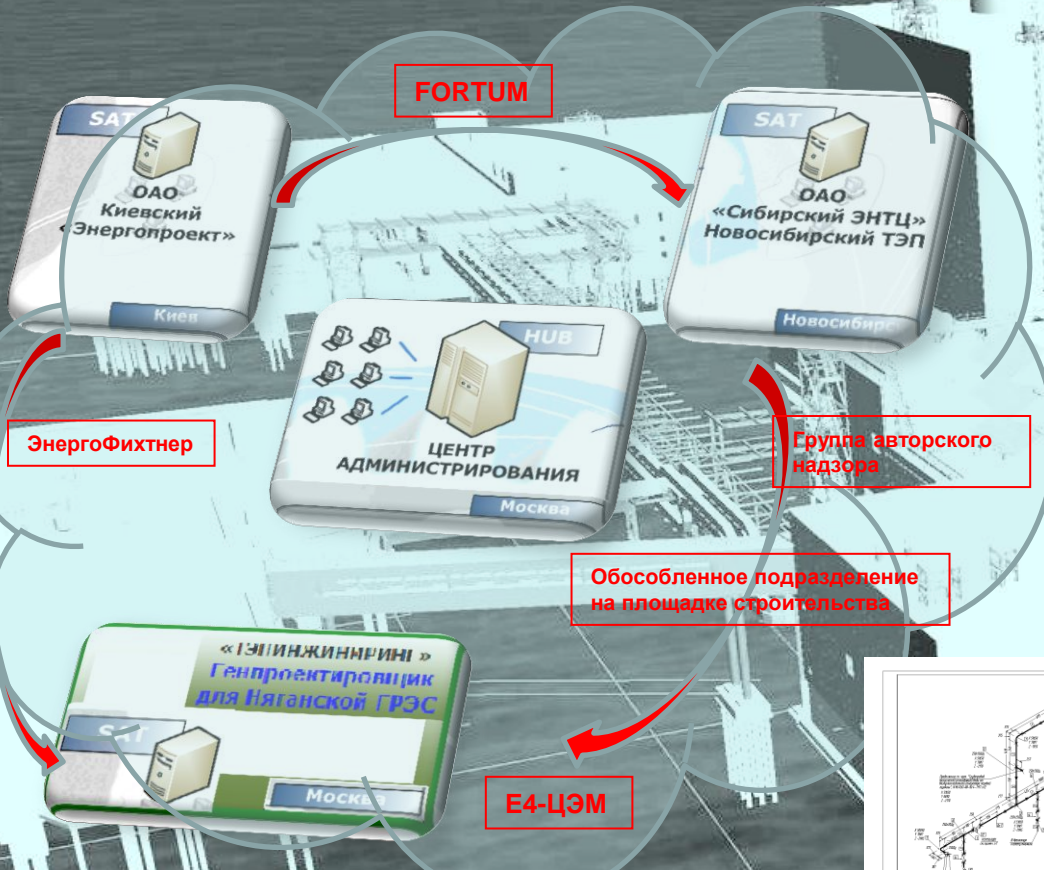 FORTUM
SAT
ОАО
Киевский
«Энергопроект»
Киев
SAT
ОАО
«Сибирский ЭНТЦ»
Новосибирский ТЭП
Новосибирс
HUB
ЦЕНТР
АДМИНИСТРИРОВАНИЯ
Москва
ЭнергоФихтнер
Группа авторского
надзора
Обособленное подразделение
на площадке строительства
«ТЭПИНЖИНИРИНГ»
Генпроектировщик
для Няганской ГРЭС
SAT
Москва
Е4-ЦЭМ